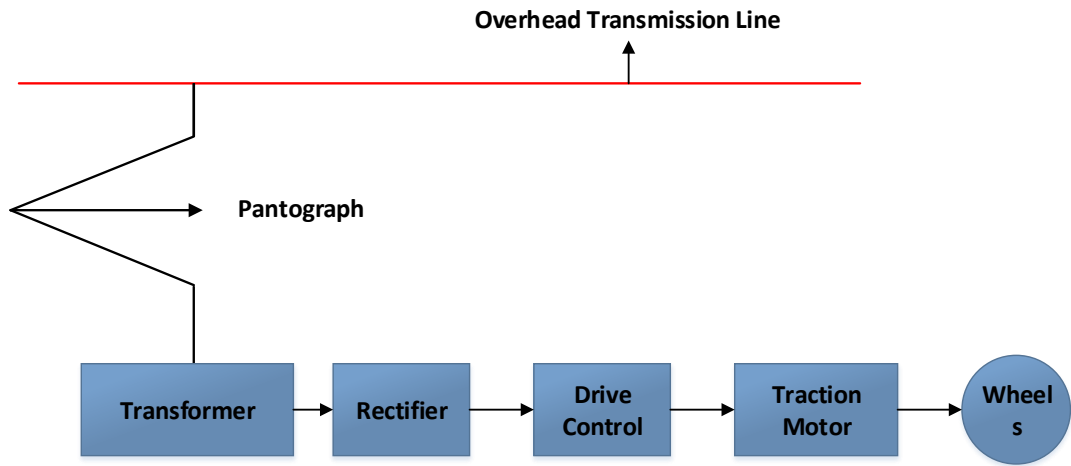 Overhead Transmission Line
Pantograph
Transformer
Rectifier
Drive
Control
Traction
Motor
Wheel
s